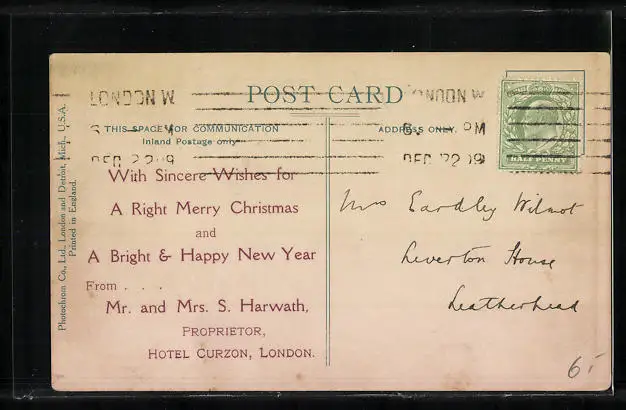 LONDON W.
LONDON W
POST CARD
THIS SPACE FOR COMMUNICATION
Inland Postage only
ADDRESS ONLY.
PM
DEC 22
DEC 22
HALF PENNY
With Sincere Wishes for
A Right Merry Christmas
and
A Bright & Happy New Year
From . . .
Mr. and Mrs. S. Harwath,
PROPRIETOR,
HOTEL CURZON, LONDON.
Mrs Eardley Wilmot
Leverton House
Leatherhead
Photochrom Co., Ltd., London and Detroit, Mich., U.S.A.
Printed in England.
6/-